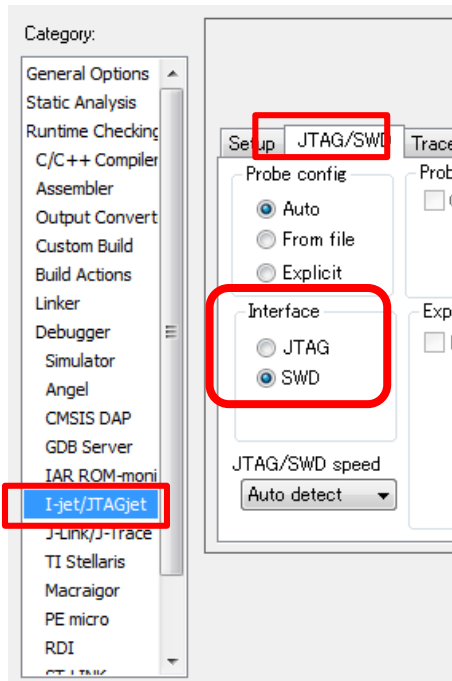 Category:
General Options
Static Analysis
Runtime Checking
C/C++ Compiler
Assembler
Output Convert
Custom Build
Build Actions
Linker
Debugger
Simulator
Angel
CMSIS DAP
GDB Server
IAR ROM-moni
I-jet/JTAGjet
J-Link/J-Trace
TI Stellaris
Macraigor
PE micro
RDI
ST-LINK
Setup JTAG/SWD Trace
Probe config
Auto
From file
Explicit
Interface
JTAG
SWD
JTAG/SWD speed
Auto detect
Prob
Exp